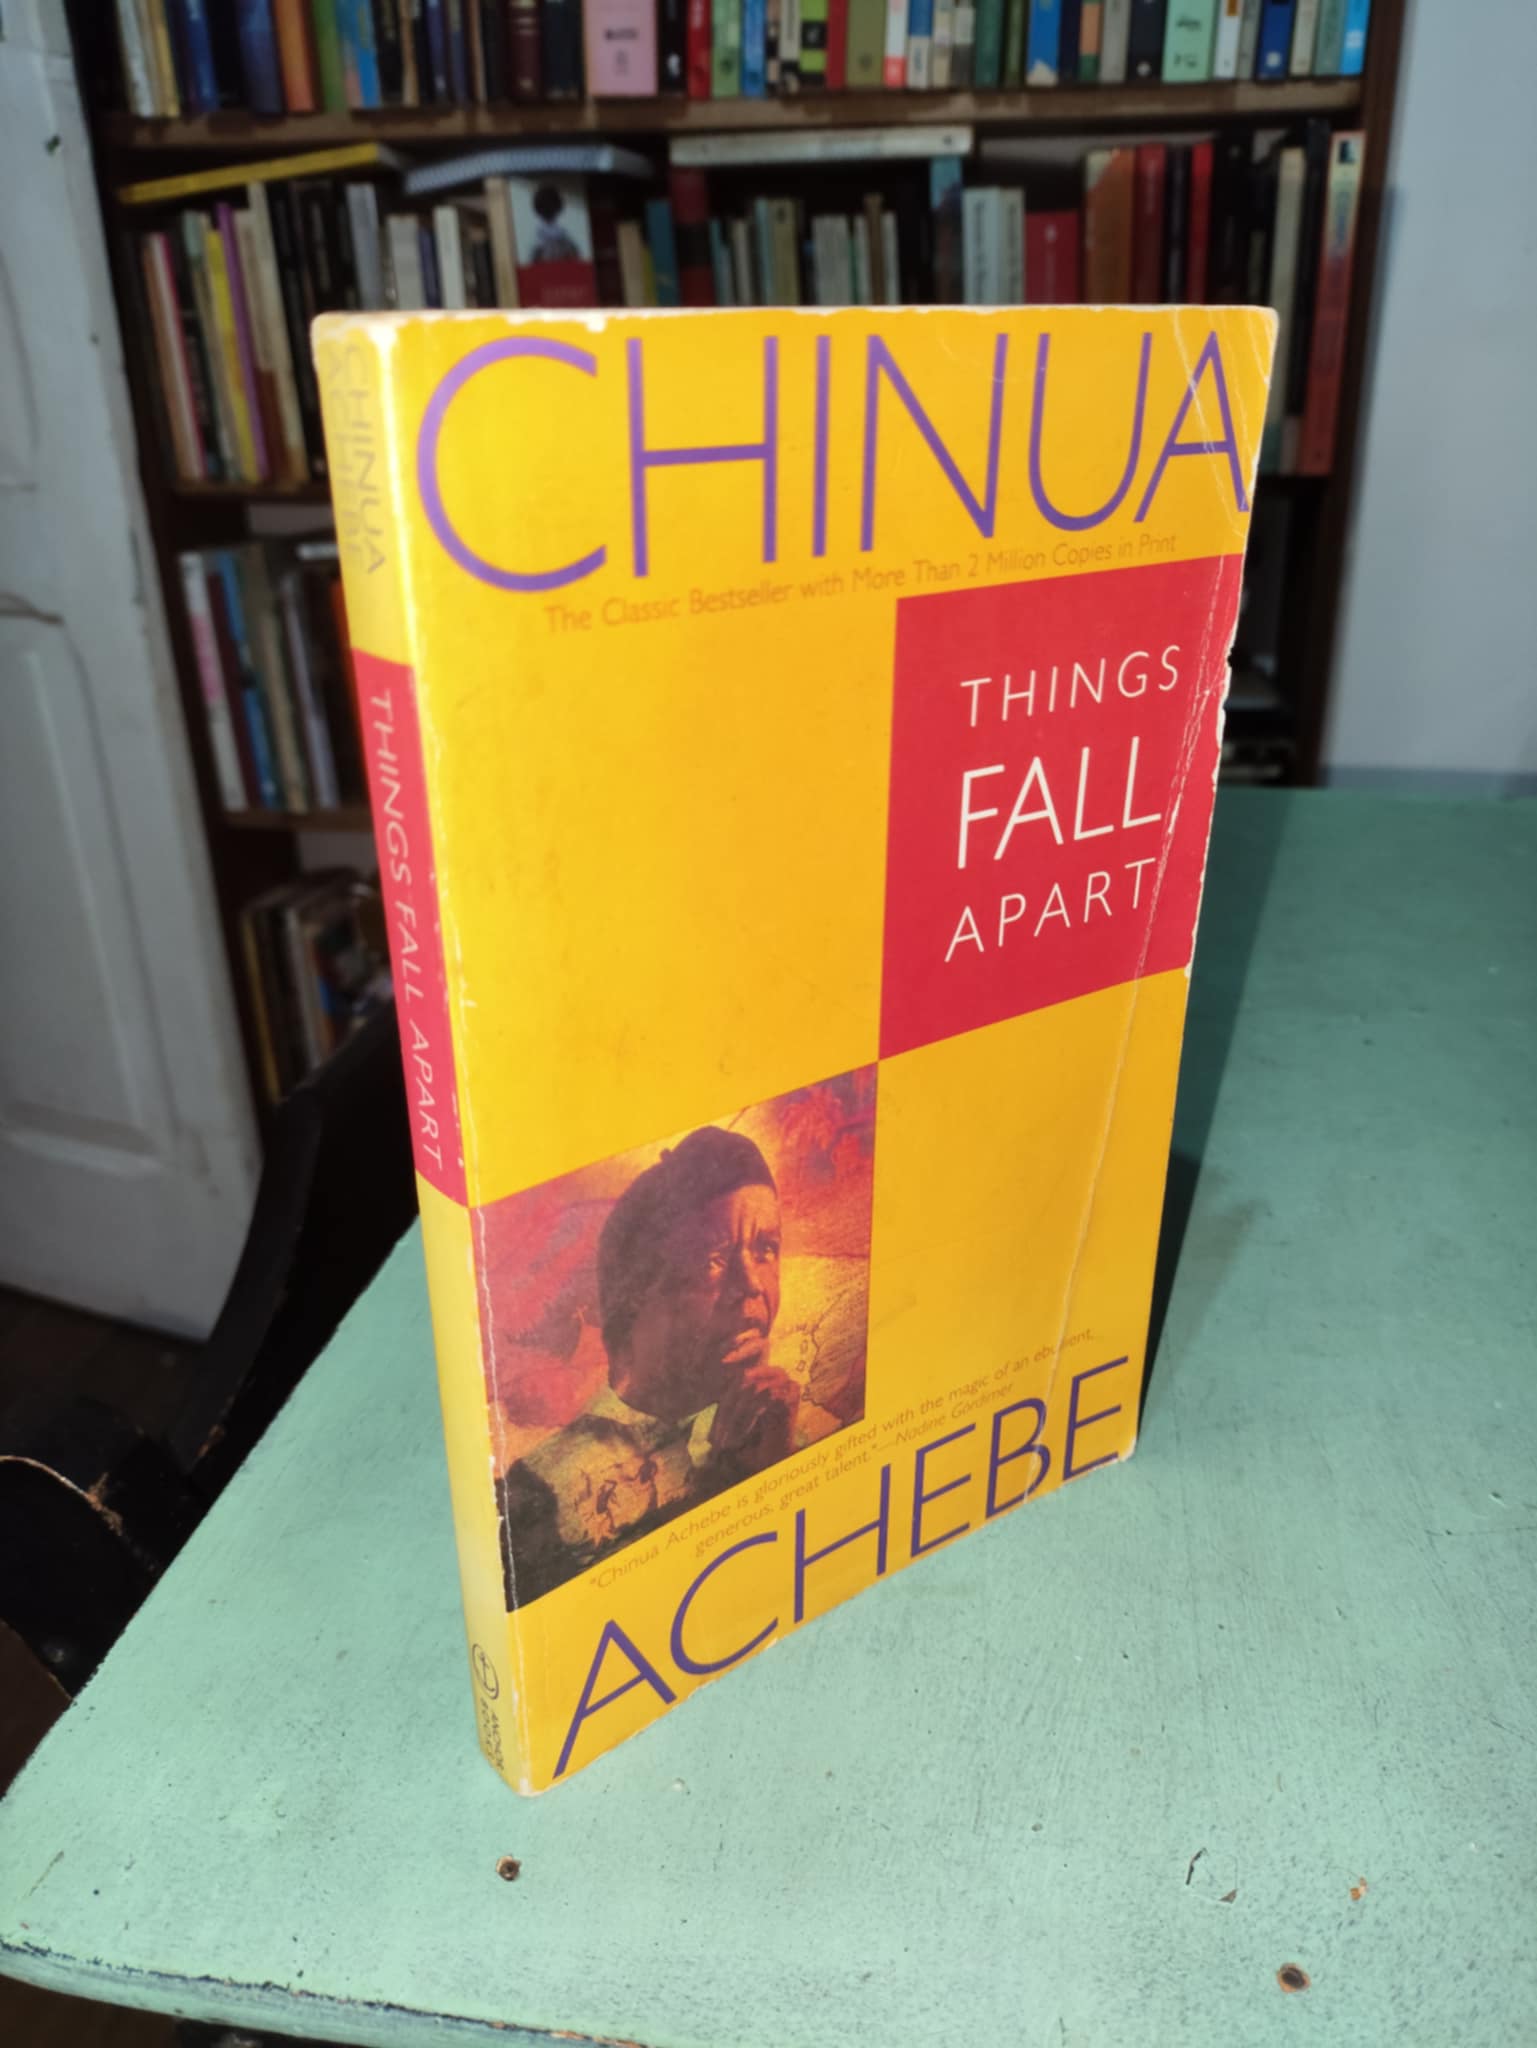 CHINUA
The Classic Bestseller with More Than 2 Million Copies in Print
THINGS
FALL
APART
"Chinua Achebe is gloriously gifted with the magic of an ebullient,
generous, great talent."—Nadine Gordimer
ACHEBE
CHINUA
ACHEBE
THINGS FALL APART